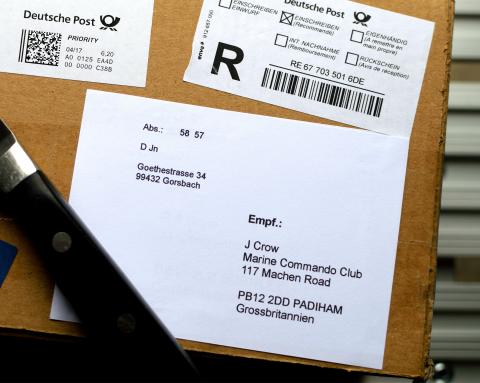 Deutsche Post
PRIORITY
04/17 6,20
A0 0125 EA4D
00 0000 C38B
EINSCHREIBEN
EINWURF
Deutsche Post
EINSCHREIBEN
(Recommandé)
EIGENHÄNDIG
(A remettre en
main propre)
INT. NACHNAHME
(Remboursement)
RÜCKSCHEIN
(Avis de réception)
R
RE 67 703 501 6DE
Abs.: 58 57
D Jn
Goethestrasse 34
99432 Gorsbach
Empf.:
J Crow
Marine Commando Club
117 Machen Road
PB12 2DD PADIHAM
Grossbritannien